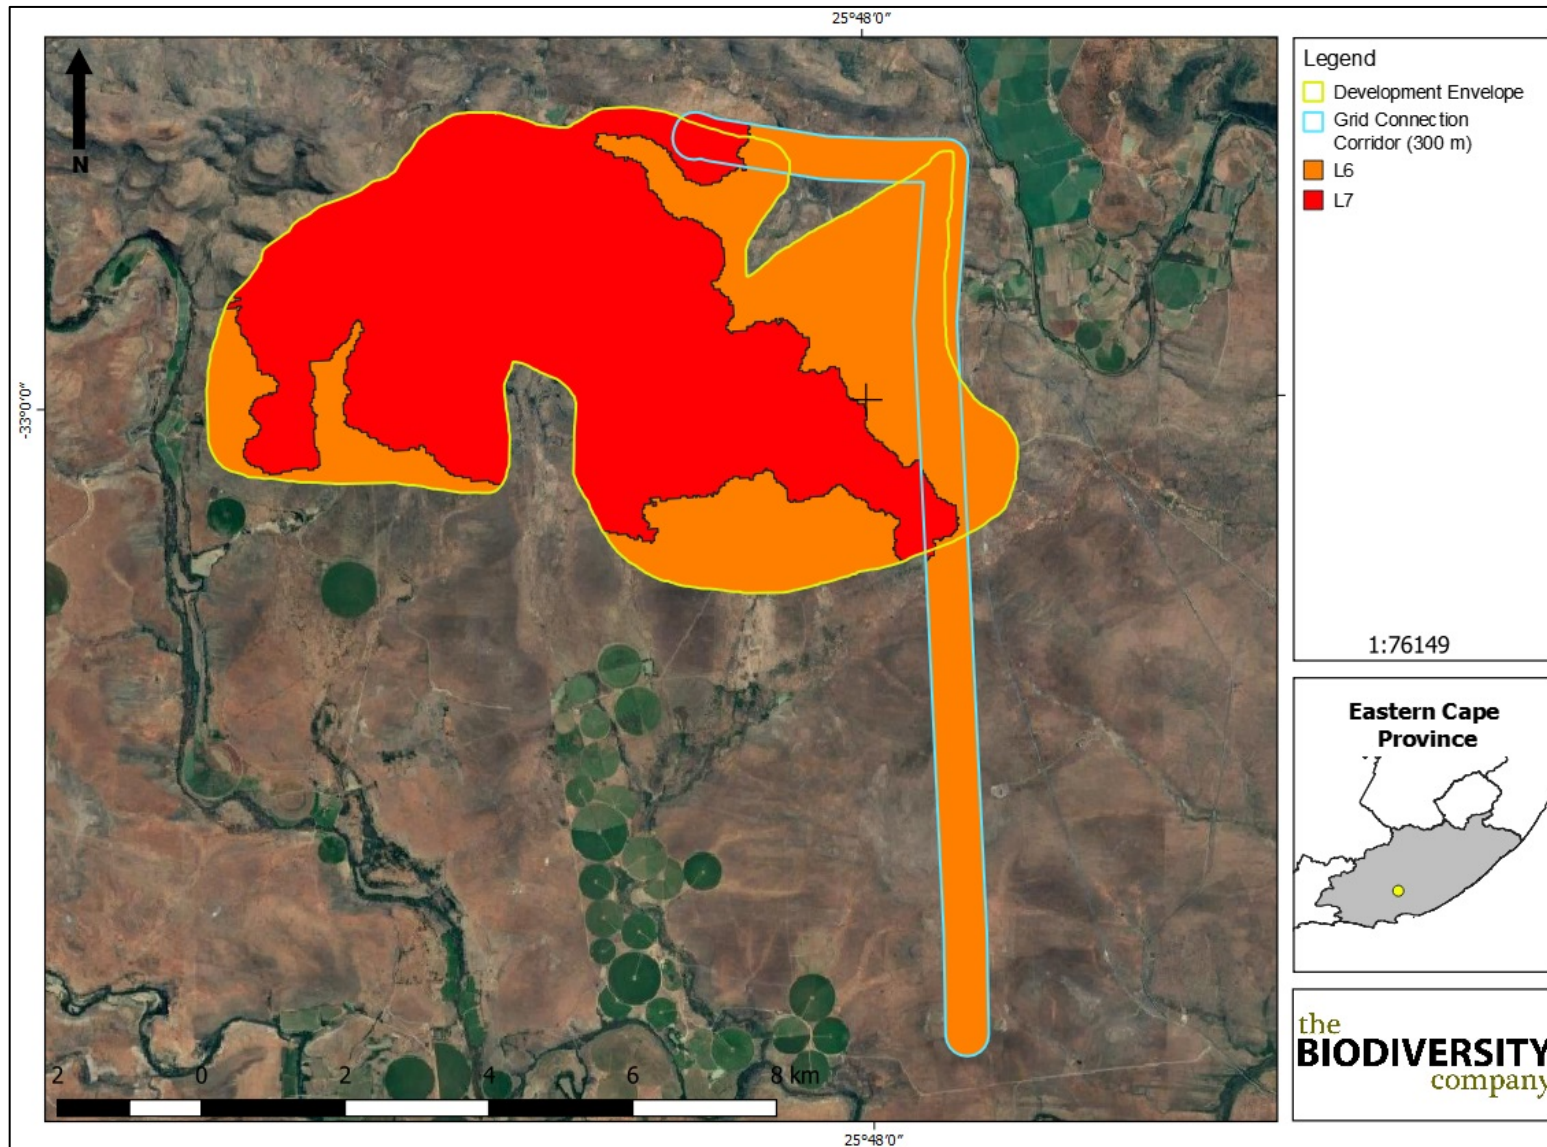 25°48′0″
Legend
Development Envelope
Grid Connection
Corridor (300 m)
L6
L7
N
-33°0′0″
1:76149
Eastern Cape
Province
2 0 2 4 6 8 km
the
BIODIVERSITY
company
25°48′0″